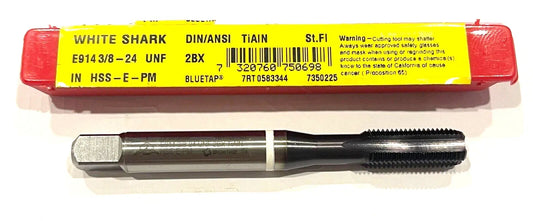 WHITE SHARK DIN/ANSI TiAlN St.Fl
E914 3/8-24 UNF 2BX
IN HSS-E-PM BLUETAP® 7RT0583344 7350225
7 320760 750698
Warning - Cutting tool may shatter.
Always wear approved safety glasses
and mask when using or regrinding this
product contains or produce a chemical(s)
known to the state of California of cause
cancer (Proposition 65)